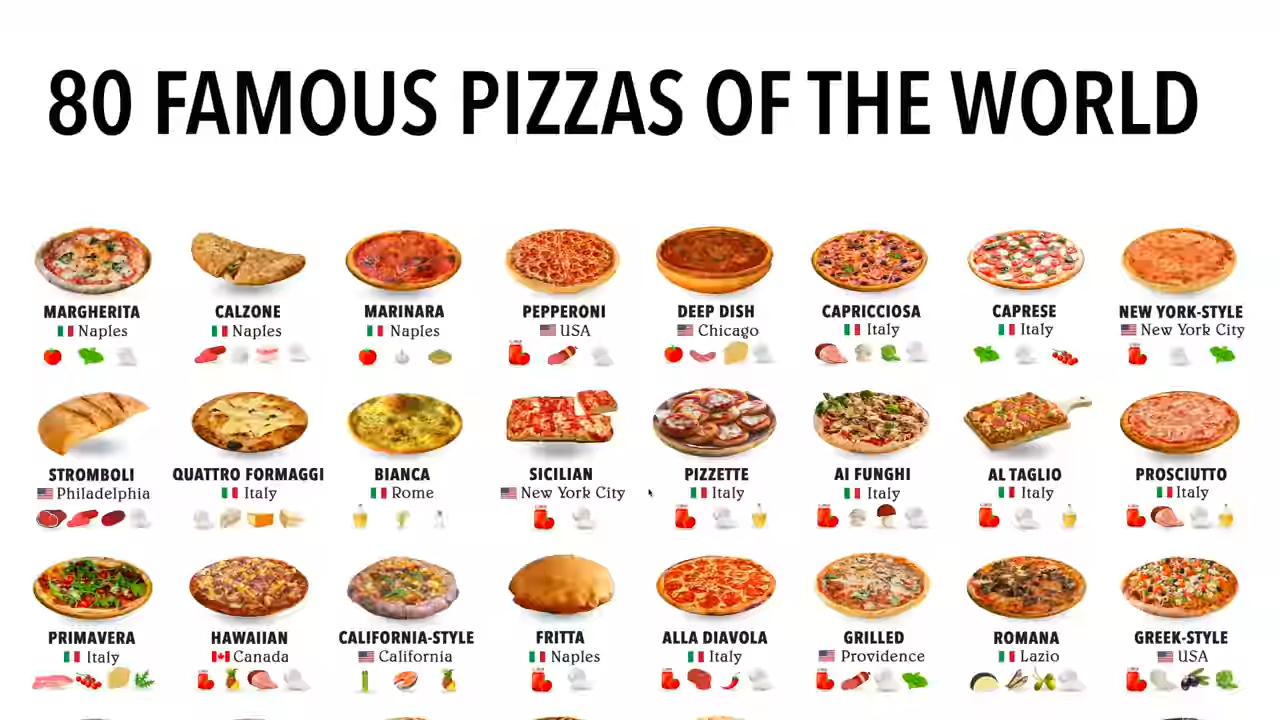 80 FAMOUS PIZZAS OF THE WORLD
MARGHERITA CALZONE MARINARA PEPPERONI DEEP DISH CAPRICCIOSA CAPRESE NEW YORK-STYLE
Naples Naples Naples USA Chicago Italy Italy New York City
STROMBOLI QUATTRO FORMAGGI BIANCA SICILIAN PIZZETTE AI FUNGHI AL TAGLIO PROSCIUTTO
Philadelphia Italy Rome New York City Italy Italy Italy Italy
PRIMAVERA HAWAIIAN CALIFORNIA-STYLE FRITTA ALLA DIAVOLA GRILLED ROMANA GREEK-STYLE
Italy Canada California Naples Italy Providence Lazio USA